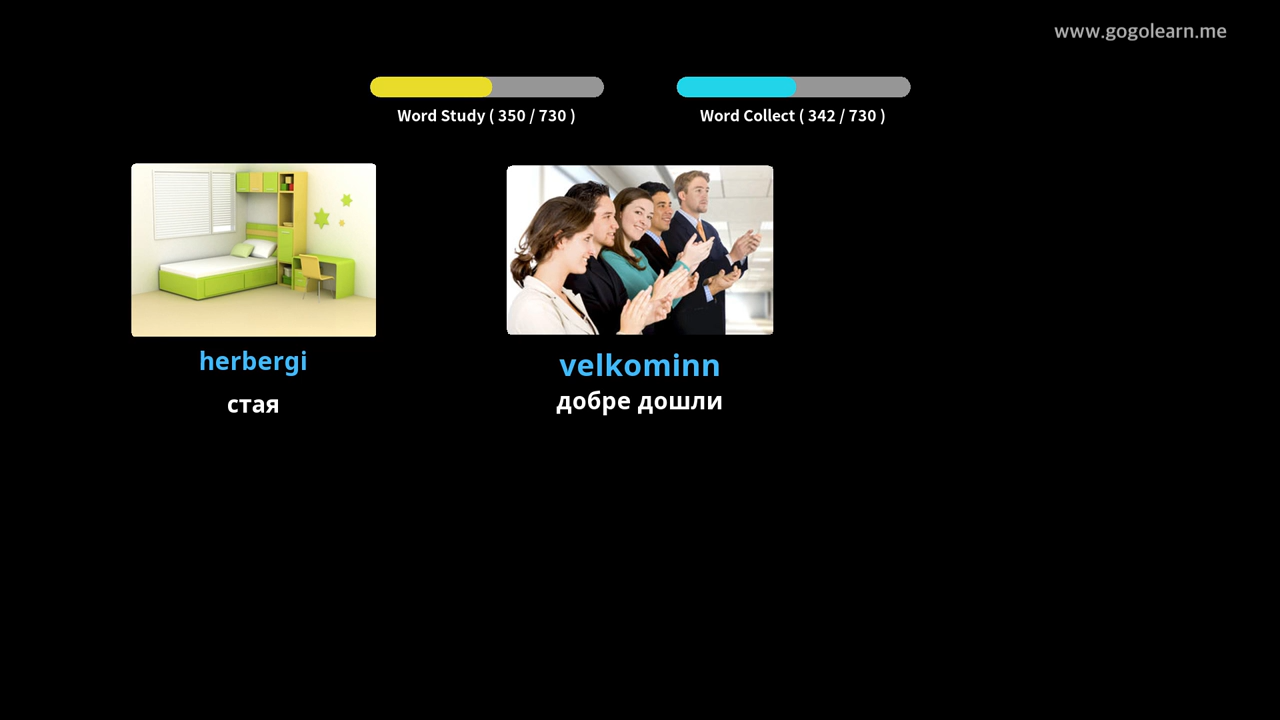 www.gogolearn.me
Word Study ( 350 / 730 )
Word Collect ( 342 / 730 )
herbergi
стая
velkominn
добре дошли